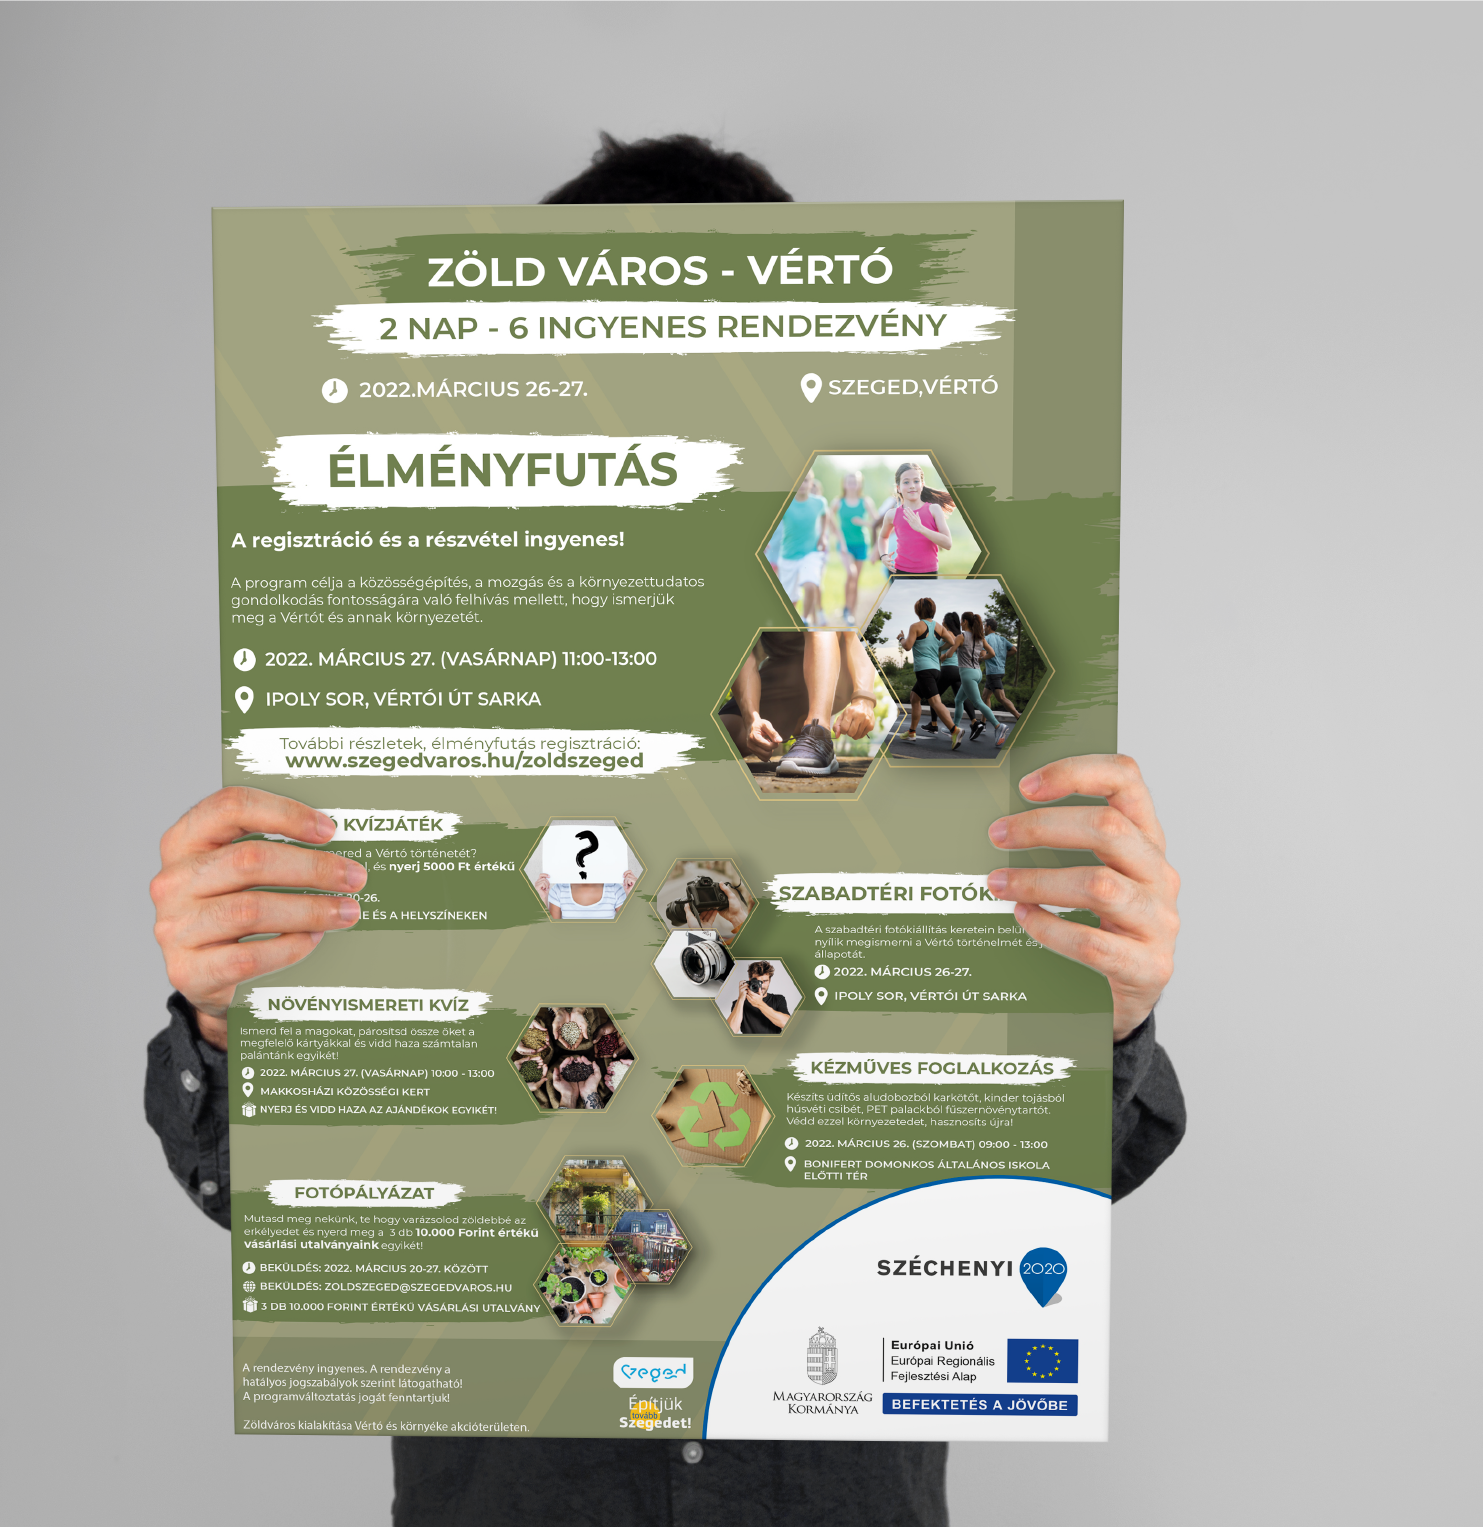 ZÖLD VÁROS - VÉRTÓ
2 NAP - 6 INGYENES RENDEZVÉNY
2022.MÁRCIUS 26-27.
SZEGED,VÉRTÓ
ÉLMÉNYFUTÁS
A regisztráció és a részvétel ingyenes!
A program célja a közösségépítés, a mozgás és a környezettudatos
gondolkodás fontosságára való felhívás mellett, hogy ismerjük
meg a Vértót és annak környezetét.
2022. MÁRCIUS 27. (VASÁRNAP) 11:00-13:00
IPOLY SOR, VÉRTÓI ÚT SARKA
További részletek, élményfutás regisztráció:
www.szegedvaros.hu/zoldszeged
KVÍZJÁTÉK
a Vértó történetét?
és nyerj 5000 Ft értékű
20-26.
ÉS A HELYSZÍNEKEN
NÖVÉNYISMERETI KVÍZ
Ismerd fel a magokat, párosítsd össze őket a
megfelelő kártyákkal és vidd haza számtalan
palántánk egyikét!
2022. MÁRCIUS 27. (VASÁRNAP) 10:00 - 13:00
MAKKOSHÁZI KÖZÖSSÉGI KERT
NYERJ ÉS VIDD HAZA AZ AJÁNDÉKOK EGYIKÉT!
FOTÓPÁLYÁZAT
Mutasd meg nekünk, te hogy varázsolod zöldebbé az
erkélyedet és nyerd meg a 3 db 10.000 Forint értékű
vásárlási utalványaink egyikét!
BEKÜLDÉS: 2022. MÁRCIUS 20-27. KÖZÖTT
BEKÜLDÉS: ZOLDSZEGED@SZEGEDVAROS.HU
3 DB 10.000 FORINT ÉRTÉKŰ VÁSÁRLÁSI UTALVÁNY
SZABADTÉRI
A szabadtéri fotókiállítás keretein
nyílik megismerni a Vértó történelmét és
állapotát.
2022. MÁRCIUS 26-27.
IPOLY SOR, VÉRTÓI ÚT SARKA
KÉZMŰVES FOGLALKOZÁS
Készíts üdítős aludobozból karkötőt, kinder tojásból
húsvéti csibét, PET palackból fűszernövénytartót.
Védd ezzel környezetedet, hasznosíts újra!
2022. MÁRCIUS 26. (SZOMBAT) 09:00 - 13:00
BONIFERT DOMONKOS ÁLTALÁNOS ISKOLA
ELŐTTI TÉR
A rendezvény ingyenes. A rendezvény a
hatályos jogszabályok szerint látogatható!
A programváltoztatás jogát fenntartjuk!
Zöldváros kialakítása Vértó és környéke akcióterületen.
Szeged
Építjük
tovább
Szegedet!
SZÉCHENYI 2020
MAGYARORSZÁG
KORMÁNYA
Európai Unió
Európai Regionális
Fejlesztési Alap
BEFEKTETÉS A JÖVŐBE